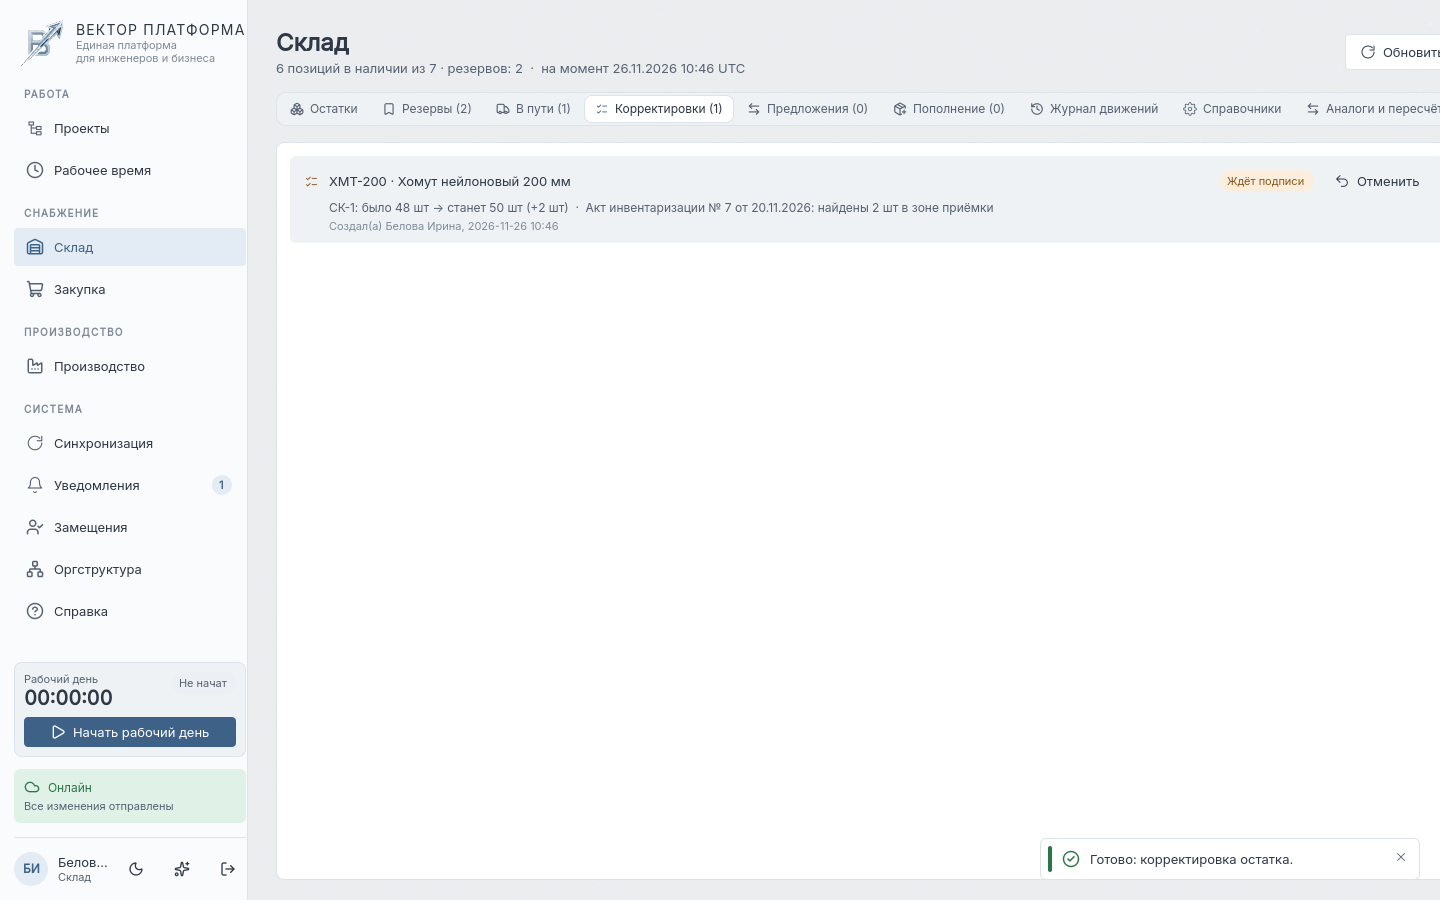 ВЕКТОР ПЛАТФОРМА
Единая платформа
для инженеров и бизнеса
РАБОТА
Проекты
Рабочее время
СНАБЖЕНИЕ
Склад
Закупка
ПРОИЗВОДСТВО
Производство
СИСТЕМА
Синхронизация
Уведомления 1
Замещения
Оргструктура
Справка
Рабочий день
Не начат
00:00:00
Начать рабочий день
Онлайн
Все изменения отправлены
БИ
Белов...
Склад
Склад
6 позиций в наличии из 7 · резервов: 2 · на момент 26.11.2026 10:46 UTC
Обновить
Остатки Резервы (2) В пути (1) Корректировки (1) Предложения (0) Пополнение (0) Журнал движений Справочники Аналоги и пересчёт
ХМТ-200 · Хомут нейлоновый 200 мм
Ждёт подписи
Отменить
СК-1: было 48 шт → станет 50 шт (+2 шт) · Акт инвентаризации № 7 от 20.11.2026: найдены 2 шт в зоне приёмки
Создал(а) Белова Ирина, 2026-11-26 10:46
Готово: корректировка остатка.